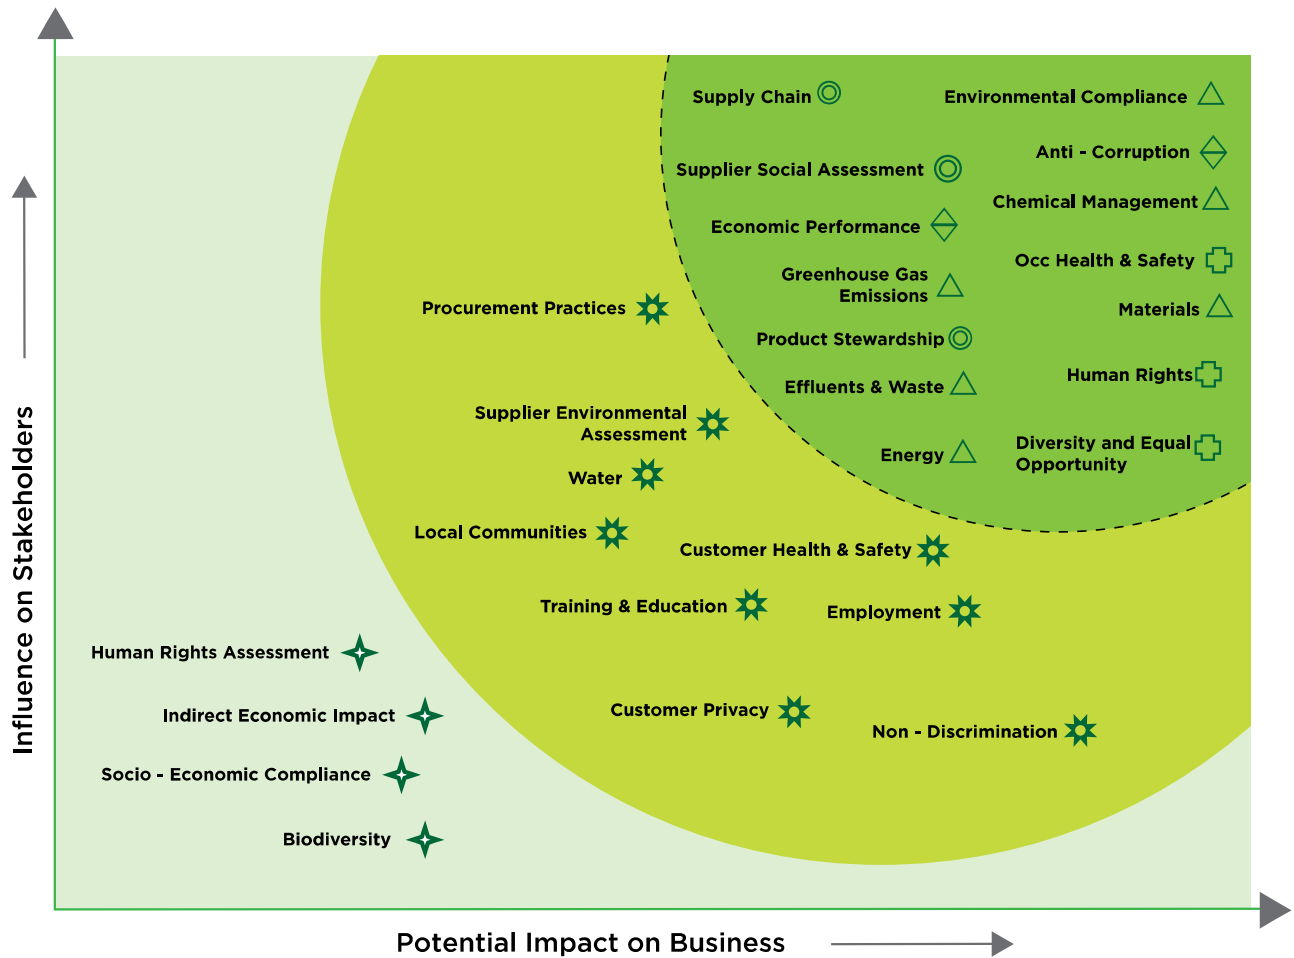 Supply Chain
Environmental Compliance
Anti - Corruption
Supplier Social Assessment
Chemical Management
Economic Performance
Occ Health & Safety
Greenhouse Gas
Emissions
Materials
Procurement Practices
Product Stewardship
Human Rights
Effluents & Waste
Supplier Environmental
Assessment
Diversity and Equal
Opportunity
Energy
Water
Local Communities
Customer Health & Safety
Training & Education
Employment
Human Rights Assessment
Customer Privacy
Indirect Economic Impact
Non - Discrimination
Socio - Economic Compliance
Biodiversity
Influence on Stakeholders
Potential Impact on Business